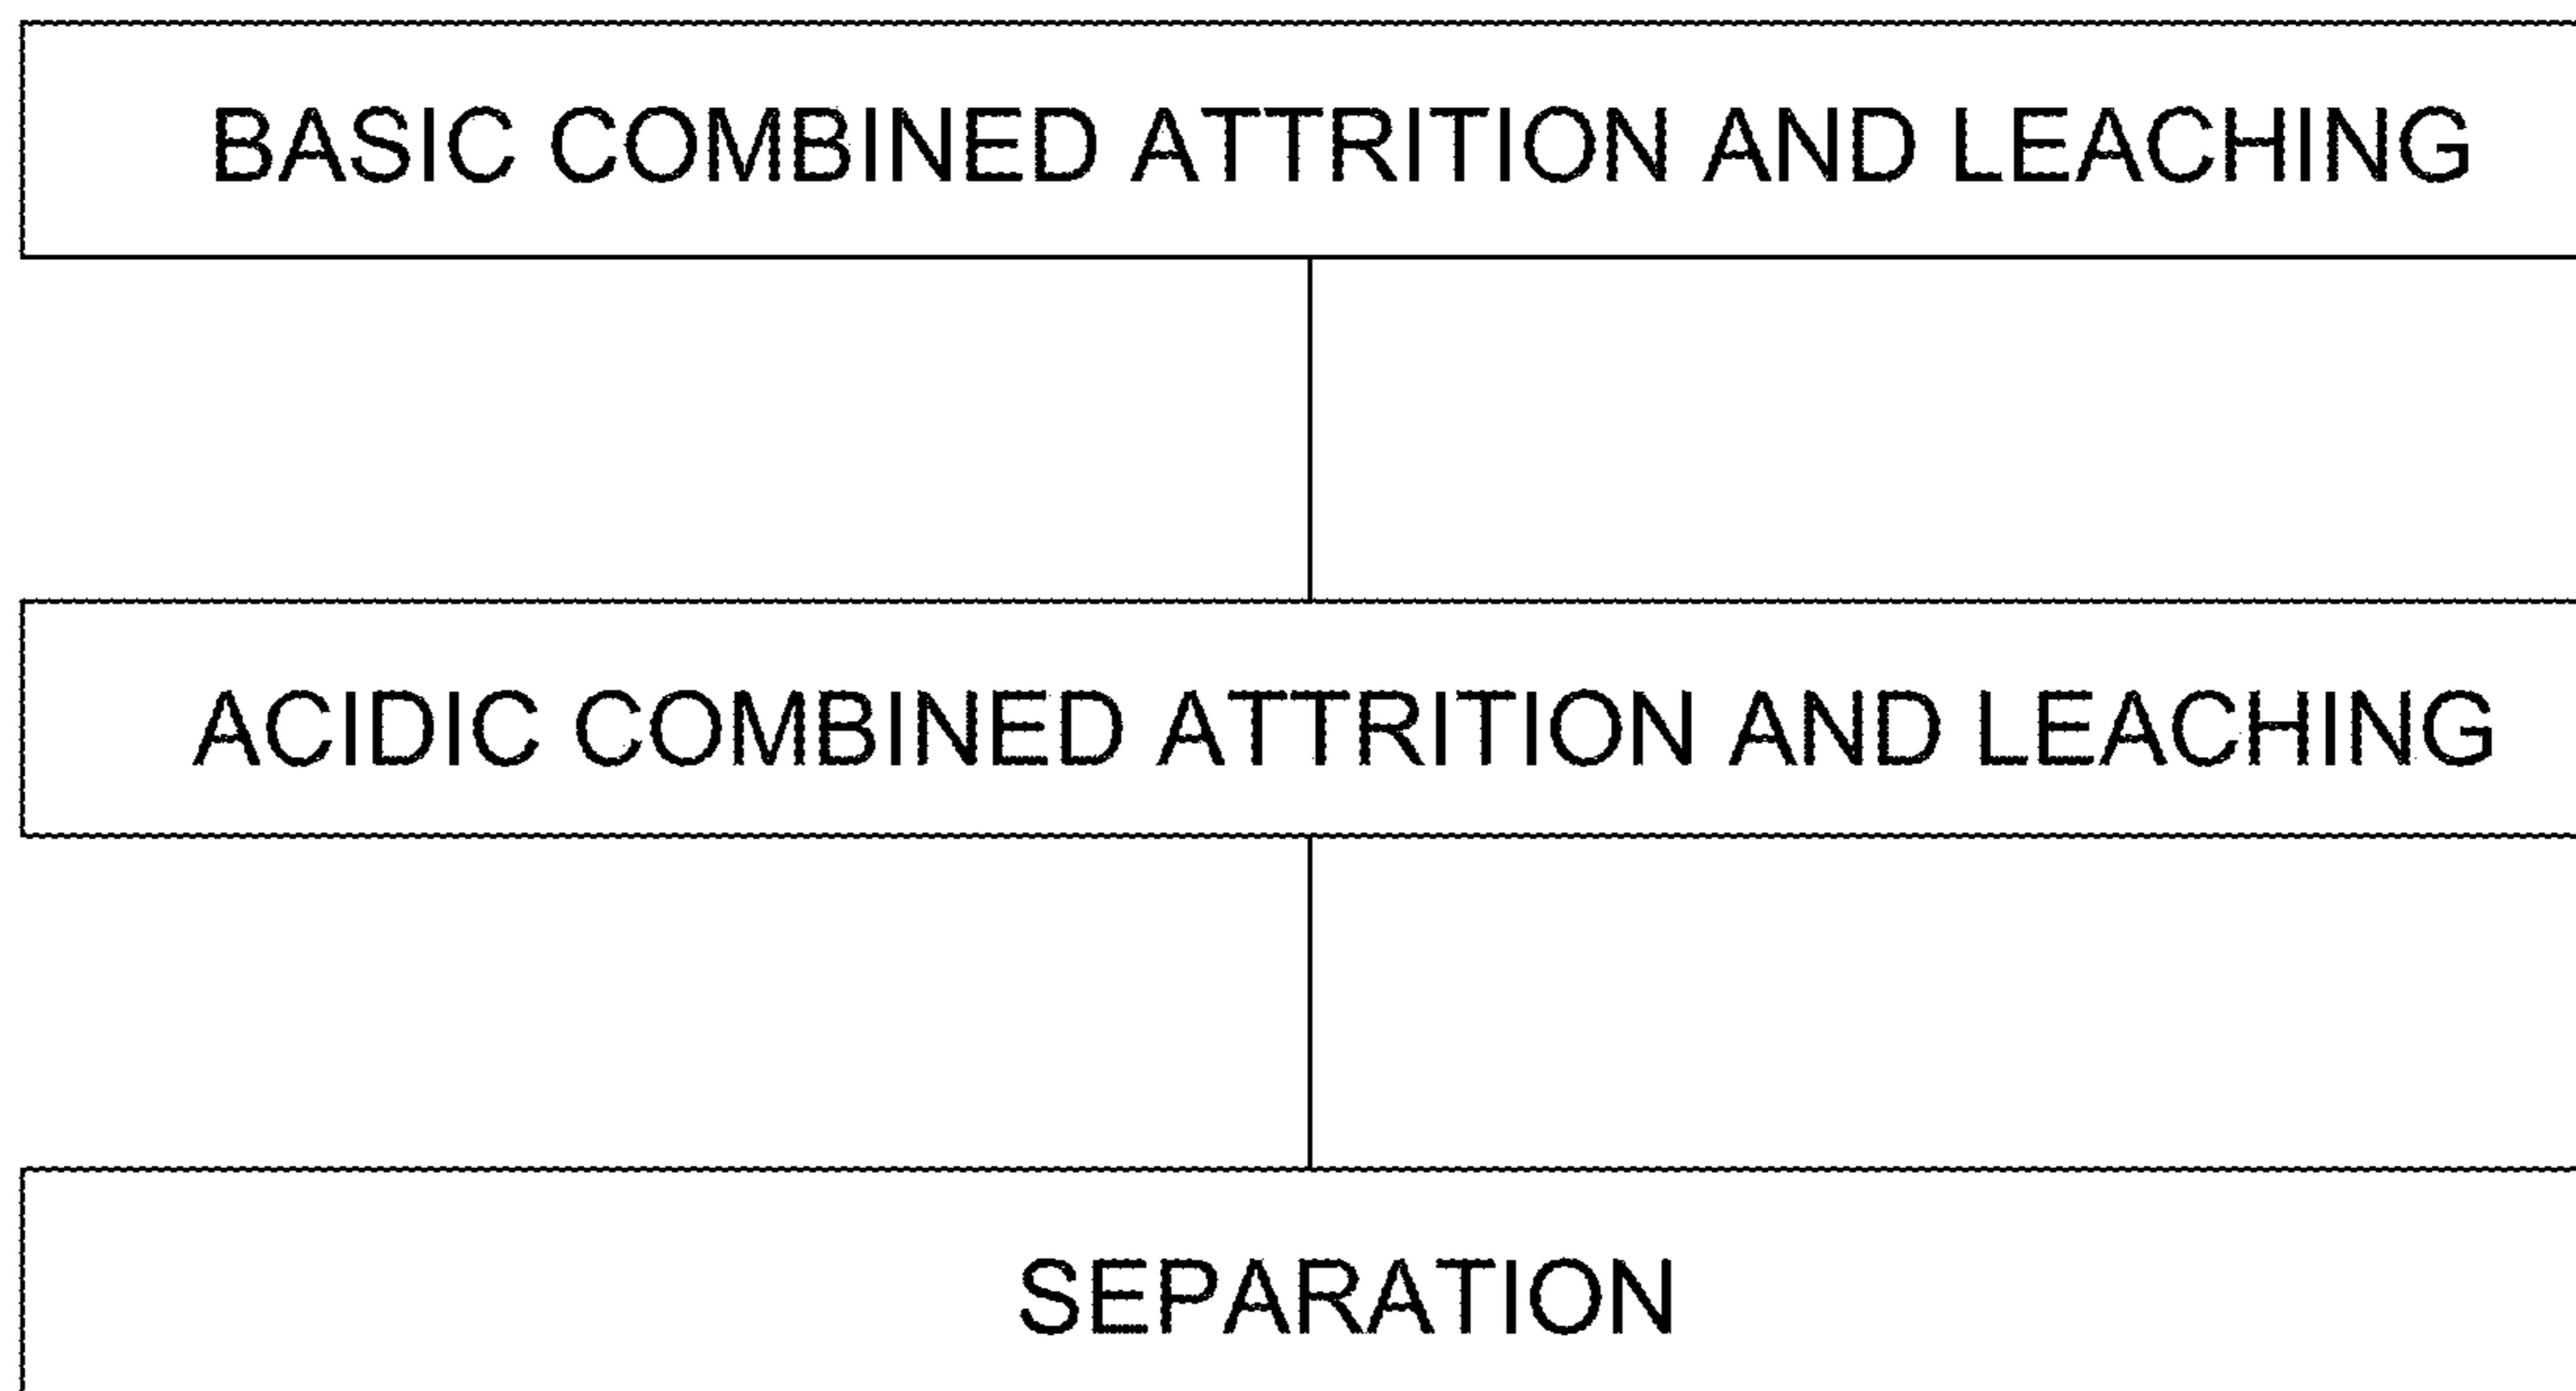 BASIC COMBINED ATTRITION AND LEACHING
ACIDIC COMBINED ATTRITION AND LEACHING
SEPARATION